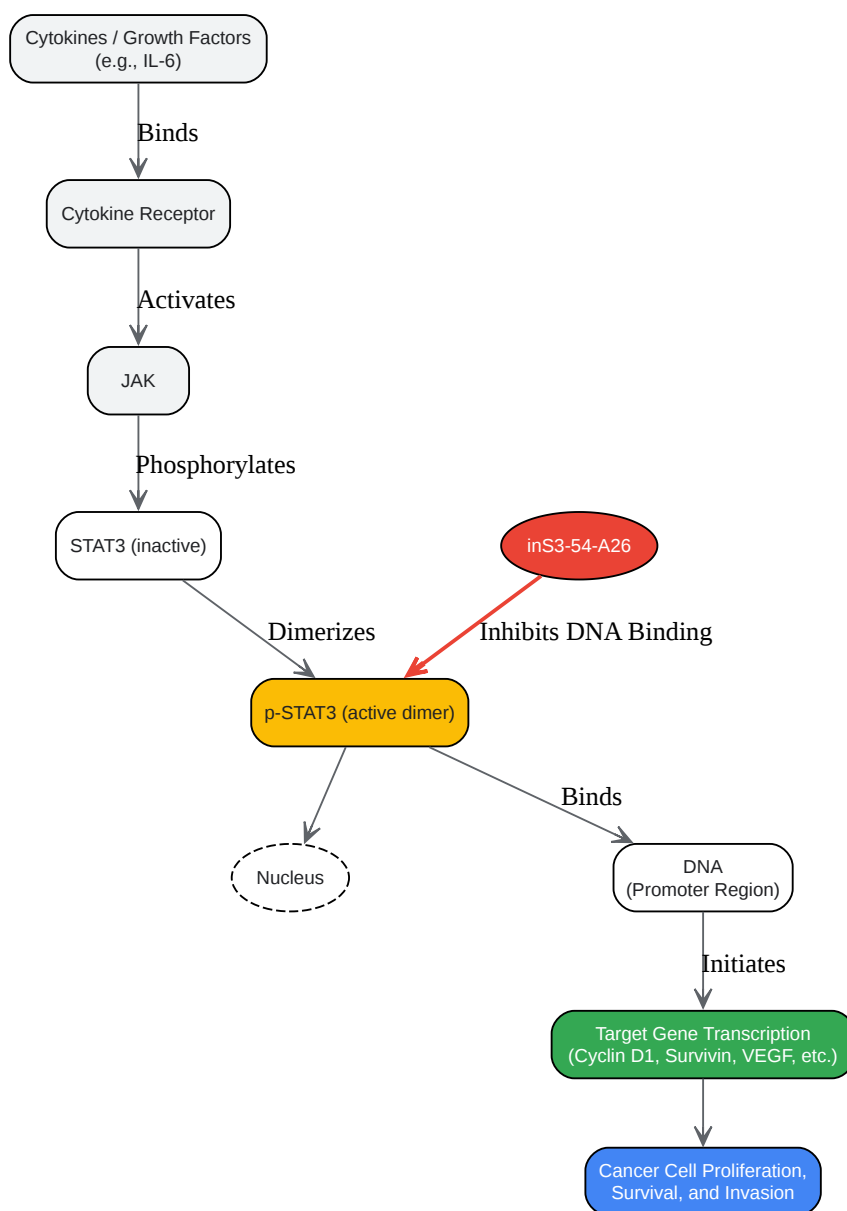 Cytokines / Growth Factors
(e.g., IL-6)
Binds
Cytokine Receptor
Activates
JAK
Phosphorylates
STAT3 (inactive)
inS3-54-A26
Dimerizes
Inhibits DNA Binding
p-STAT3 (active dimer)
Binds
Nucleus
DNA
(Promoter Region)
Initiates
Target Gene Transcription
(Cyclin D1, Survivin, VEGF, etc.)
Cancer Cell Proliferation,
Survival, and Invasion